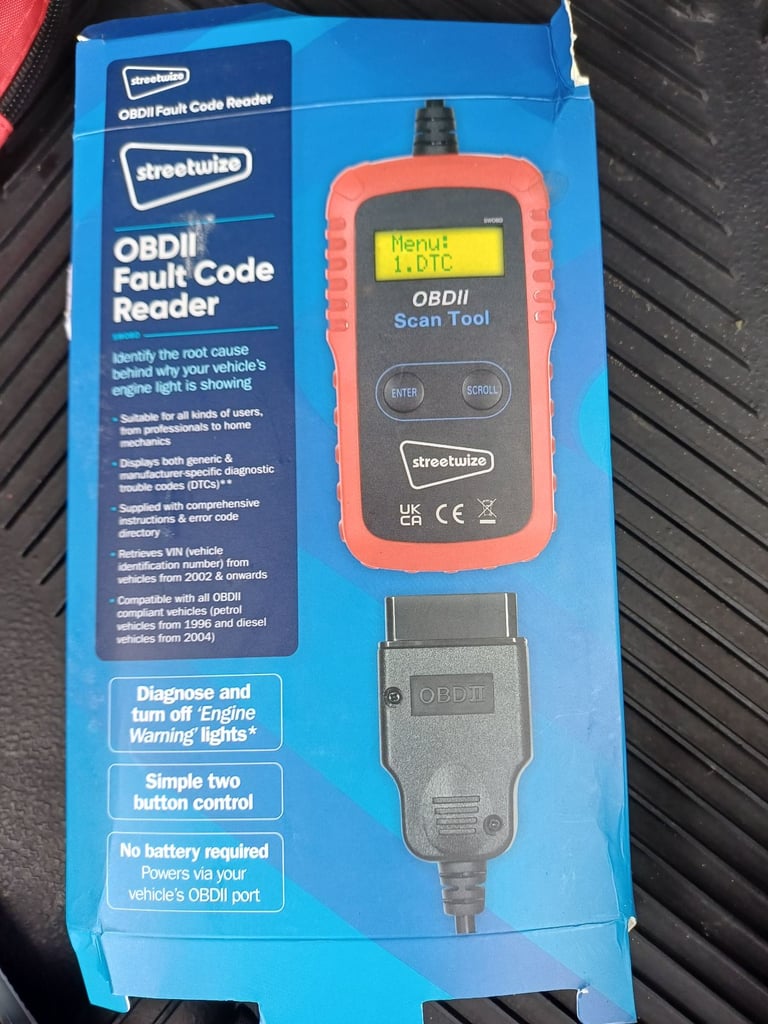 streetwize
OBDII Fault Code Reader
streetwize
OBDII
Fault Code
Reader
SWOBD
Identify the root cause
behind why your vehicle's
engine light is showing
• Suitable for all kinds of users,
from professionals to home
mechanics
• Displays both generic &
manufacturer-specific diagnostic
trouble codes (DTCs)**
• Supplied with comprehensive
instructions & error code
directory
• Retrieves VIN (vehicle
identification number) from
vehicles from 2002 & onwards
• Compatible with all OBDII
compliant vehicles (petrol
vehicles from 1996 and diesel
vehicles from 2004)
Diagnose and
turn off 'Engine
Warning' lights*
Simple two
button control
No battery required
Powers via your
vehicle's OBDII port
SWOBD
Menu:
1.DTC
OBDII
Scan Tool
ENTER
SCROLL
streetwize
UK
CA
CE
OBDII